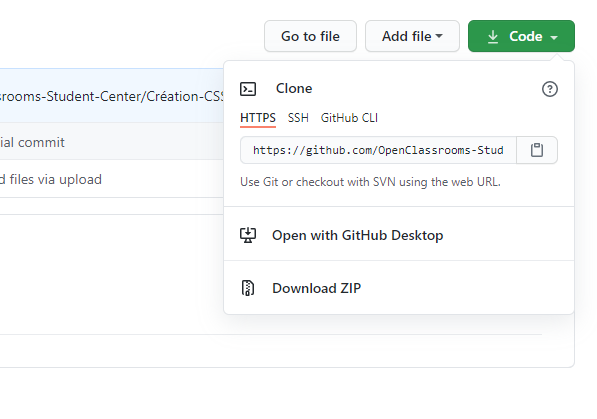 Go to file Add file Code
rooms-Student-Center/Création-CSS
Clone
HTTPS SSH GitHub CLI
ial commit
https://github.com/OpenClassrooms-Stud
d files via upload
Use Git or checkout with SVN using the web URL.
Open with GitHub Desktop
Download ZIP